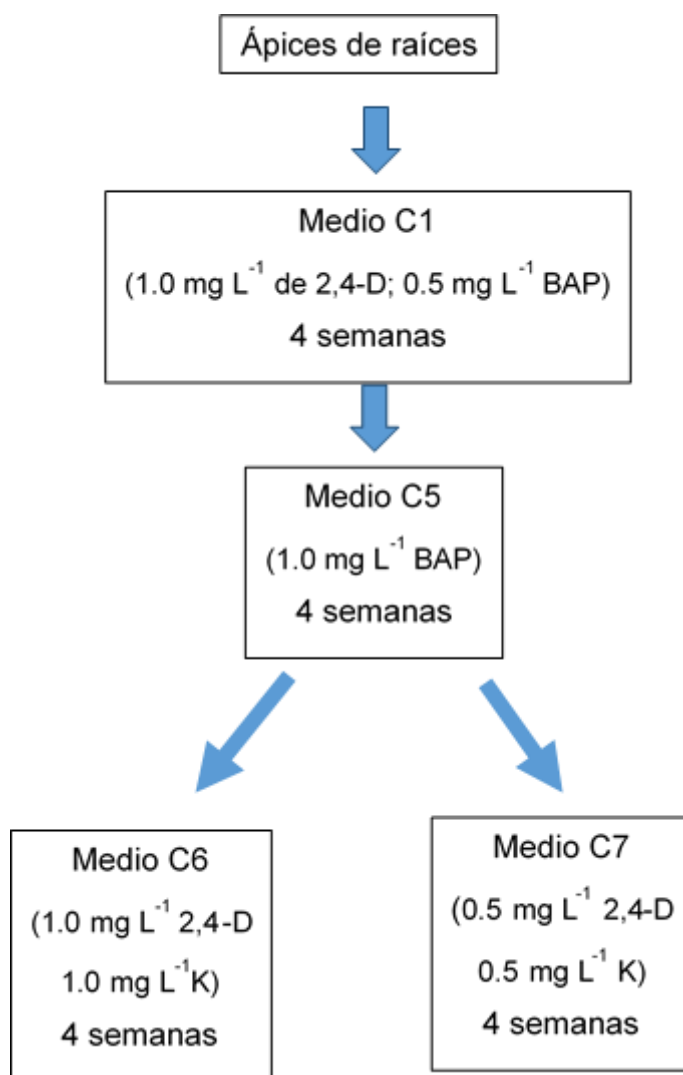 Ápices de raíces
Medio C1
(1.0 mg L⁻¹ de 2,4-D; 0.5 mg L⁻¹ BAP)
4 semanas
Medio C5
(1.0 mg L⁻¹ BAP)
4 semanas
Medio C6
(1.0 mg L⁻¹ 2,4-D
1.0 mg L⁻¹K)
4 semanas
Medio C7
(0.5 mg L⁻¹ 2,4-D
0.5 mg L⁻¹ K)
4 semanas